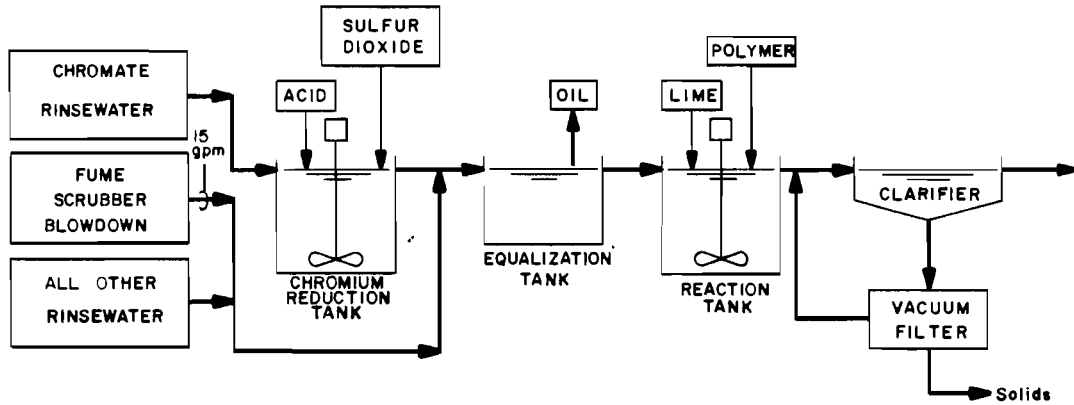 CHROMATE
RINSEWATER
15
gpm
FUME
SCRUBBER
BLOWDOWN
ALL OTHER
RINSEWATER
SULFUR
DIOXIDE
ACID
CHROMIUM
REDUCTION
TANK
OIL
EQUALIZATION
TANK
POLYMER
LIME
REACTION
TANK
CLARIFIER
VACUUM
FILTER
Solids